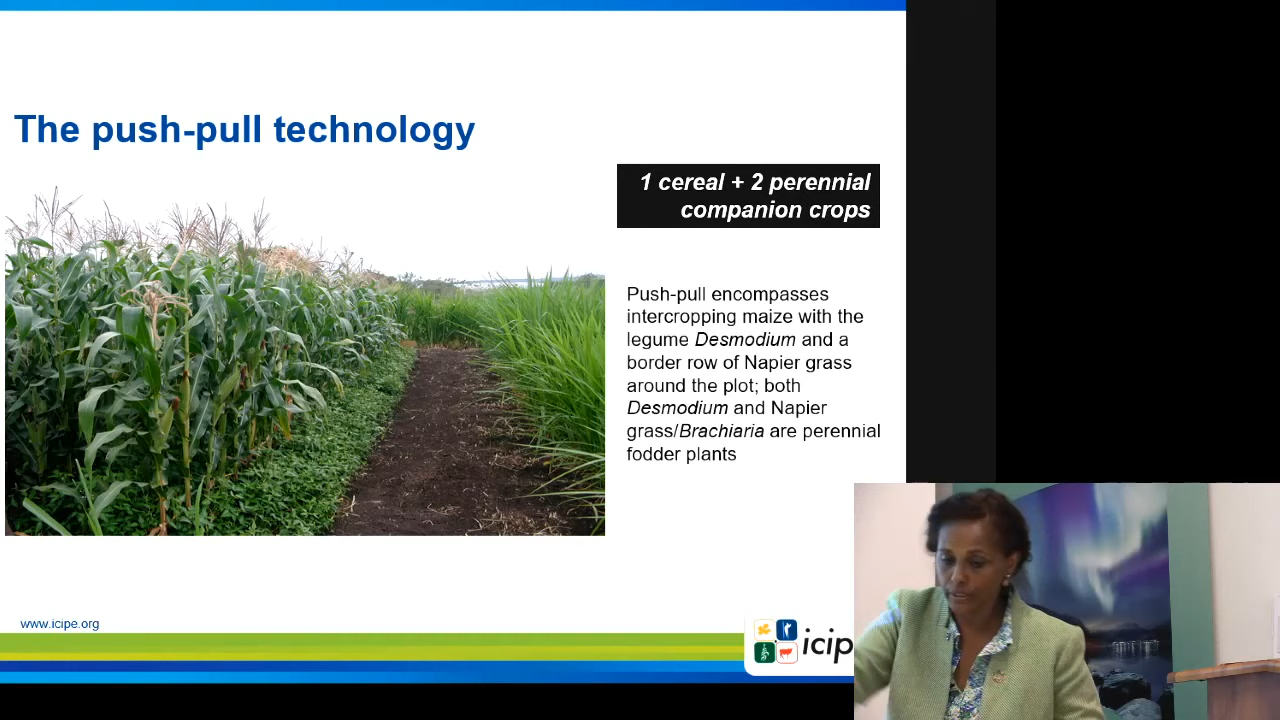 The push-pull technology
1 cereal + 2 perennial
companion crops
Push-pull encompasses
intercropping maize with the
legume Desmodium and a
border row of Napier grass
around the plot; both
Desmodium and Napier
grass/Brachiaria are perennial
fodder plants
www.icipe.org
icip